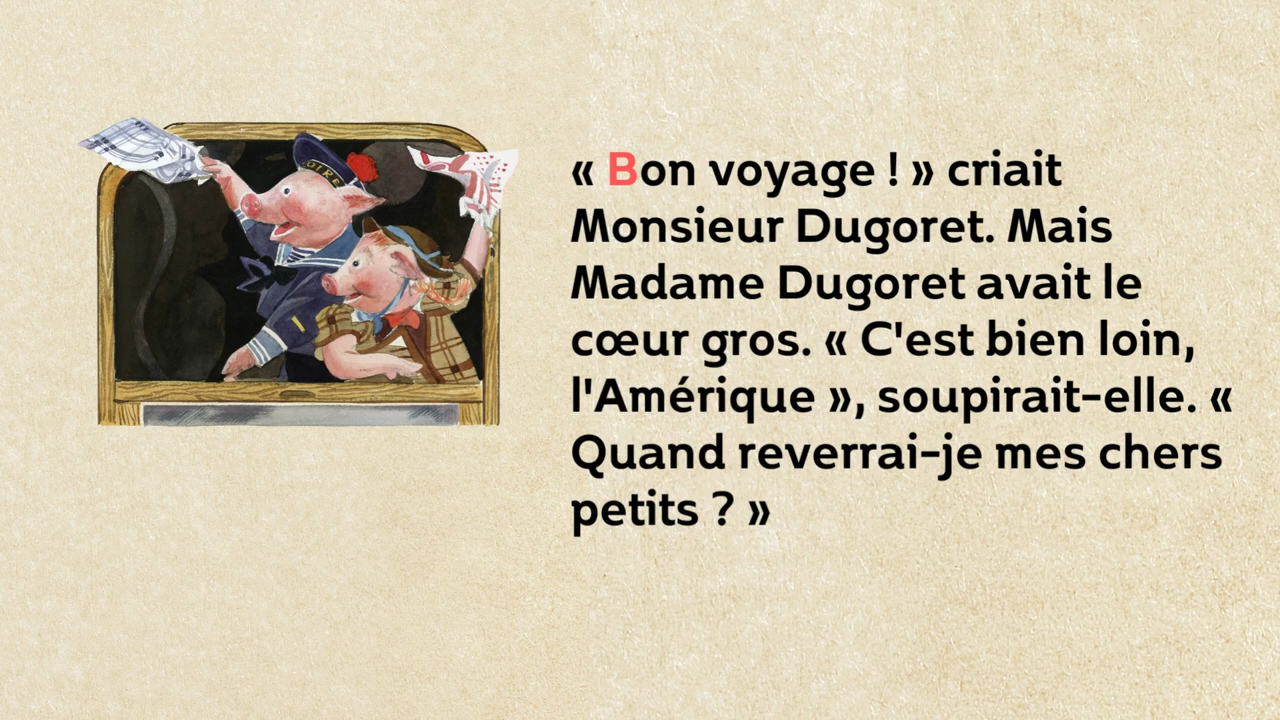 OIRE
« Bon voyage ! » criait
Monsieur Dugoret. Mais
Madame Dugoret avait le
cœur gros. « C'est bien loin,
l'Amérique », soupirait-elle. «
Quand reverrai-je mes chers
petits ? »